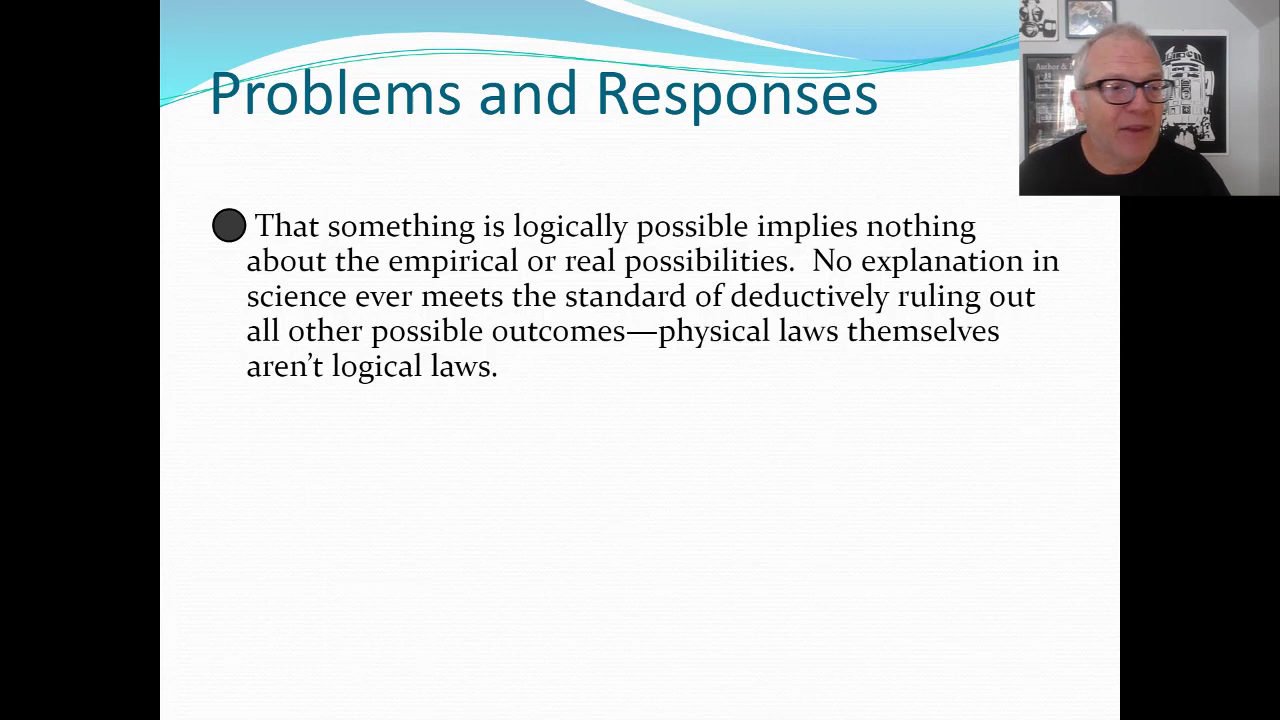 Problems and Responses
Author &
That something is logically possible implies nothing
about the empirical or real possibilities.  No explanation in
science ever meets the standard of deductively ruling out
all other possible outcomes—physical laws themselves
aren’t logical laws.